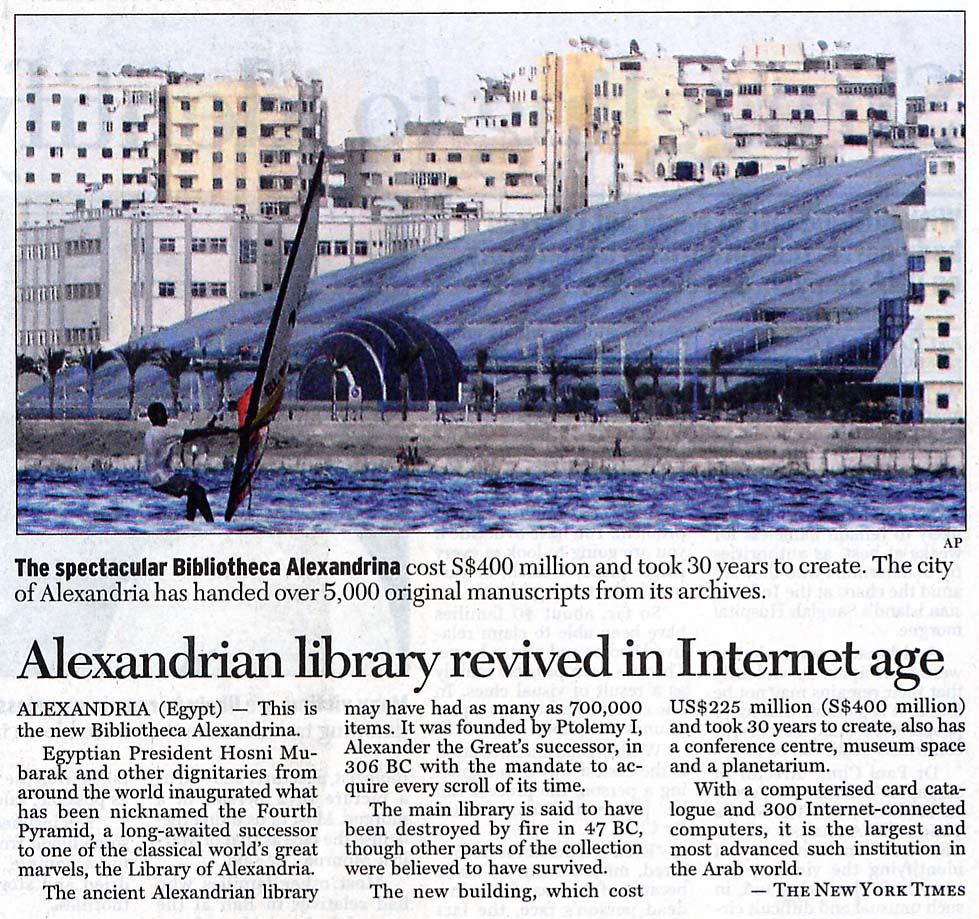 AP
The spectacular Bibliotheca Alexandrina cost S$400 million and took 30 years to create. The city
of Alexandria has handed over 5,000 original manuscripts from its archives.
Alexandrian library revived in Internet age
ALEXANDRIA (Egypt) — This is
the new Bibliotheca Alexandrina.
Egyptian President Hosni Mu-
barak and other dignitaries from
around the world inaugurated what
has been nicknamed the Fourth
Pyramid, a long-awaited successor
to one of the classical world's great
marvels, the Library of Alexandria.
The ancient Alexandrian library
may have had as many as 700,000
items. It was founded by Ptolemy I,
Alexander the Great's successor, in
306 BC with the mandate to ac-
quire every scroll of its time.
The main library is said to have
been destroyed by fire in 47 BC,
though other parts of the collection
were believed to have survived.
The new building, which cost
US$225 million (S$400 million)
and took 30 years to create, also has
a conference centre, museum space
and a planetarium.
With a computerised card cata-
logue and 300 Internet-connected
computers, it is the largest and
most advanced such institution in
the Arab world.
— THE NEW YORK TIMES